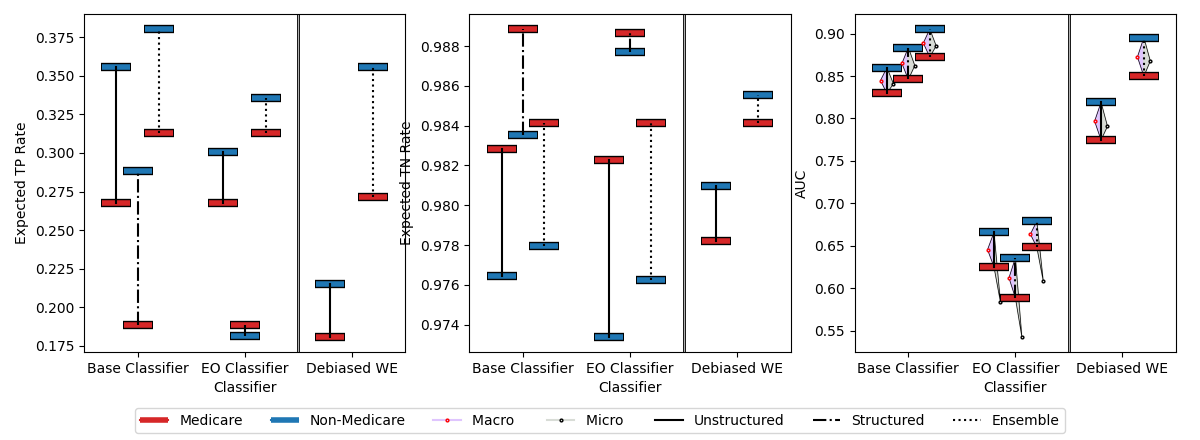 Expected TP Rate
0.375
0.350
0.325
0.300
0.275
0.250
0.225
0.200
0.175
Base Classifier
EO Classifier
Debiased WE
Classifier
Expected TN Rate
0.988
0.986
0.984
0.982
0.980
0.978
0.976
0.974
Base Classifier
EO Classifier
Debiased WE
Classifier
AUC
0.90
0.85
0.80
0.75
0.70
0.65
0.60
0.55
Base Classifier
EO Classifier
Debiased WE
Classifier
Medicare Non-Medicare Macro Micro Unstructured Structured Ensemble